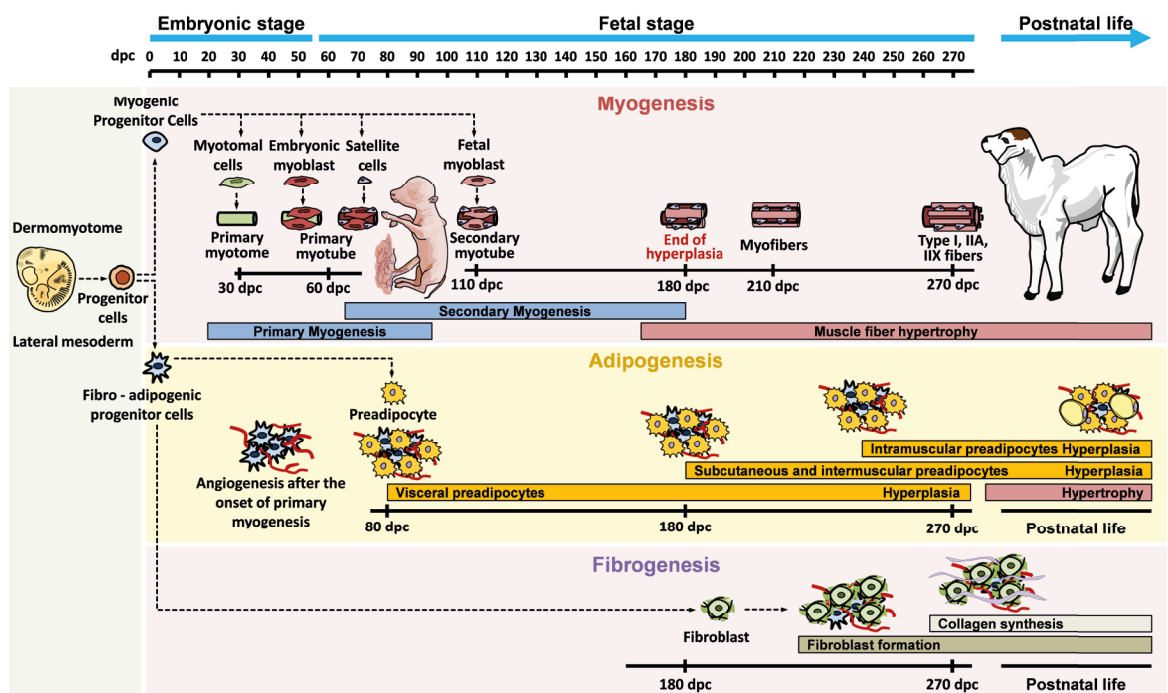 Embryonic stage
Fetal stage
Postnatal life
dpc
0 10 20 30 40 50 60 70 80 90 100 110 120 130 140 150 160 170 180 190 200 210 220 230 240 250 260 270
Myogenesis
Myogenic
Progenitor Cells
Myotomal
cells
Embryonic
myoblast
Satellite
cells
Fetal
myoblast
Dermomyotome
Progenitor
cells
Lateral mesoderm
Primary
myotome
Primary
myotube
Secondary
myotube
End of
hyperplasia
Myofibers
Type I, IIA,
IIX fibers
30 dpc
60 dpc
110 dpc
180 dpc
210 dpc
270 dpc
Secondary Myogenesis
Primary Myogenesis
Muscle fiber hypertrophy
Adipogenesis
Fibro - adipogenic
progenitor cells
Preadipocyte
Angiogenesis after the
onset of primary
myogenesis
Intramuscular preadipocytes Hyperplasia
Subcutaneous and intermuscular preadipocytes Hyperplasia
Visceral preadipocytes Hyperplasia
Hypertrophy
80 dpc
180 dpc
270 dpc
Postnatal life
Fibrogenesis
Fibroblast
Collagen synthesis
Fibroblast formation
180 dpc
270 dpc
Postnatal life